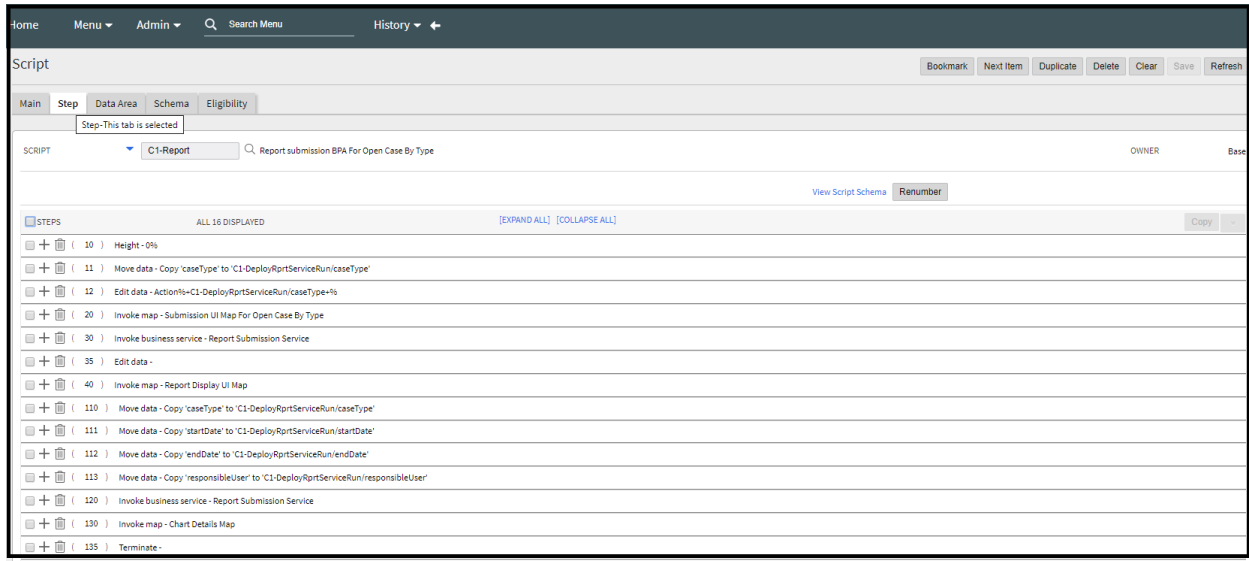 Home Menu Admin Search Menu History
Script Bookmark Next Item Duplicate Delete Clear Save Refresh
Main Step Data Area Schema Eligibility
Step-This tab is selected
SCRIPT C1-Report Report submission BPA For Open Case By Type OWNER Base
View Script Schema Renumber
STEPS ALL 16 DISPLAYED [EXPAND ALL] [COLLAPSE ALL] Copy -
( 10 ) Height - 0%
( 11 ) Move data - Copy 'caseType' to 'C1-DeployRprtServiceRun/caseType'
( 12 ) Edit data - Action%+C1-DeployRprtServiceRun/caseType+%
( 20 ) Invoke map - Submission UI Map For Open Case By Type
( 30 ) Invoke business service - Report Submission Service
( 35 ) Edit data -
( 40 ) Invoke map - Report Display UI Map
( 110 ) Move data - Copy 'caseType' to 'C1-DeployRprtServiceRun/caseType'
( 111 ) Move data - Copy 'startDate' to 'C1-DeployRprtServiceRun/startDate'
( 112 ) Move data - Copy 'endDate' to 'C1-DeployRprtServiceRun/endDate'
( 113 ) Move data - Copy 'responsibleUser' to 'C1-DeployRprtServiceRun/responsibleUser'
( 120 ) Invoke business service - Report Submission Service
( 130 ) Invoke map - Chart Details Map
( 135 ) Terminate -